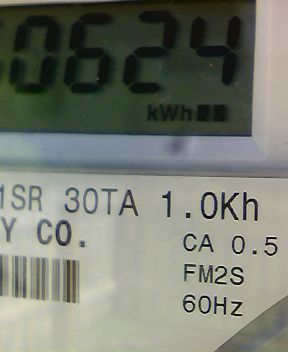 0624
kWh
1SR 30TA 1.0Kh
Y CO.
CA 0.5
FM2S
60Hz